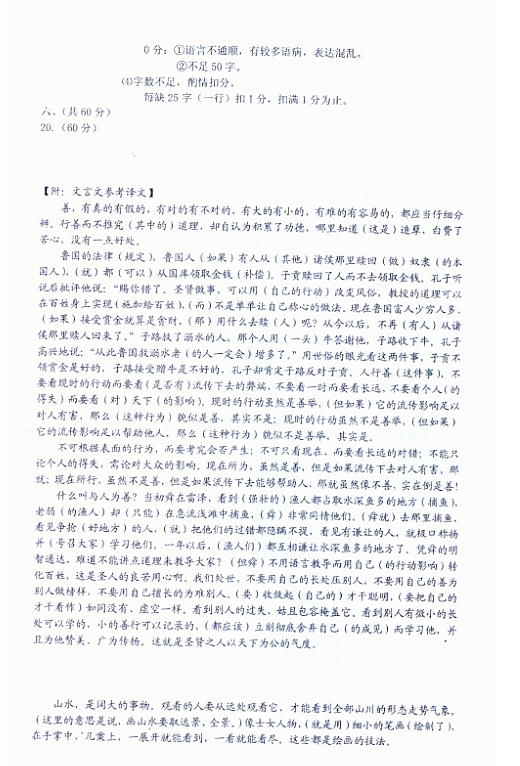 0 分：①语言不通顺，有较多语病，表达混乱。
②不足 50 字。
⑷字数不足，酌情扣分。
每缺 25 字（一行）扣 1 分，扣满 1 分为止。
六、（共 60 分）
20.（60 分）
【附：文言文参考译文】
善，有真的有假的，有对的有不对的，有大的有小的，有难的有容易的，都应当仔细分
辨。行善而不推究（其中的）道理，却自认为积累了功德，哪里知道（这是）造孽，白费了
苦心，没有一点好处。
鲁国的法律（规定），鲁国人（如果）有人从（其他）诸侯那里赎回（做）奴隶（的本
国人），（就）都（可以）从国库领取金钱（补偿）。子贡赎回了人而不去领取金钱。孔子听
说后批评他说：“赐你错了。圣贤做事，可以用（自己的行动）改变风俗，教授的道理可以
在百姓身上实现（施加给百姓），（而）不是单单让自己称心的做法。现在鲁国富人少穷人多，
（如果）接受赏金就算是贪财，（那）用什么去赎（人）呢？从今以后，不再（有人）从诸
侯那里赎人回来了。”子路救了溺水的人，那个人用（一头）牛答谢他，子路收下牛。孔子
高兴地说：“从此鲁国救溺水者（的人一定会）增多了。”用世俗的眼光看这两件事，子贡不
领赏金是好的，子路接受赠牛是不好的，孔子却肯定子路反对子贡。人行善（这件事），不
要看现时的行动而要看（是否有）流传下去的弊端，不要看一时而要看长远，不要看个人（的
得失）而要看（对）天下（的影响）。现时的行动虽然是善举，（但如果）它的流传影响足以
对人有害，那么（这种行为）貌似是善，其实不是；现时的行动虽然不是善举，（但如果）
它的流传影响足以帮助他人，那么（这种行为）貌似不是善举，其实是。
不可根据表面的行为，而要考究会否产生；不可只看现在，而要看长远的对错；不能只
论个人的得失，需论对大众的影响。现在所为，虽然是善，但是如果流传下去对人有害，那
就；现在所行，虽然不是善，但是如果流传下去能够帮助人，那就虽然像不善，实在倒是善！
什么叫与人为善？当初舜在雷泽，看到（强壮的）渔人都占取水深鱼多的地方（捕鱼），
老弱（的渔人）却（只能）在急流浅滩中捕鱼，（舜）非常同情他们，（舜就）去那里捕鱼，
看见争抢（好地方）的人，（就）把他们的过错都隐瞒不提，看见有谦让的人，就极口称扬
并（号召大家）学习他们。一年以后，（渔人们）都互相谦让水深鱼多的地方了。凭舜的明
智通达，难道不能讲点道理来教导大家？（但舜）不用语言教导而用自己（的行动影响）转
化百姓，这是圣人的良苦用心啊。我们处世，不要用自己的长处压别人，不要用自己的善为
别人做榜样，不要用自己擅长的为难别人。（要）收敛起（自己的）才干聪明，（要把自己的
才干看作）如同没有、虚空一样。看到别人的过失，姑且包容掩盖它。看到别人有微小的长
处可以学的，小的善行可以记录的，（都应该）立刻彻底舍弃自己（的成见）而学习他，并
且为他赞美、广为传扬。这就是圣贤之人以天下为公的气度。
山水，是阔大的事物。观看的人要从远处观看它，才能看到全部山川的形态走势气象。
（这里的意思是说，画山水要取远景、全景。）像士女人物，（就是用）细小的笔画（绘制了），
在手掌中、几案上，一展开就能看到，一看就能看尽。这些都是绘画的技法。